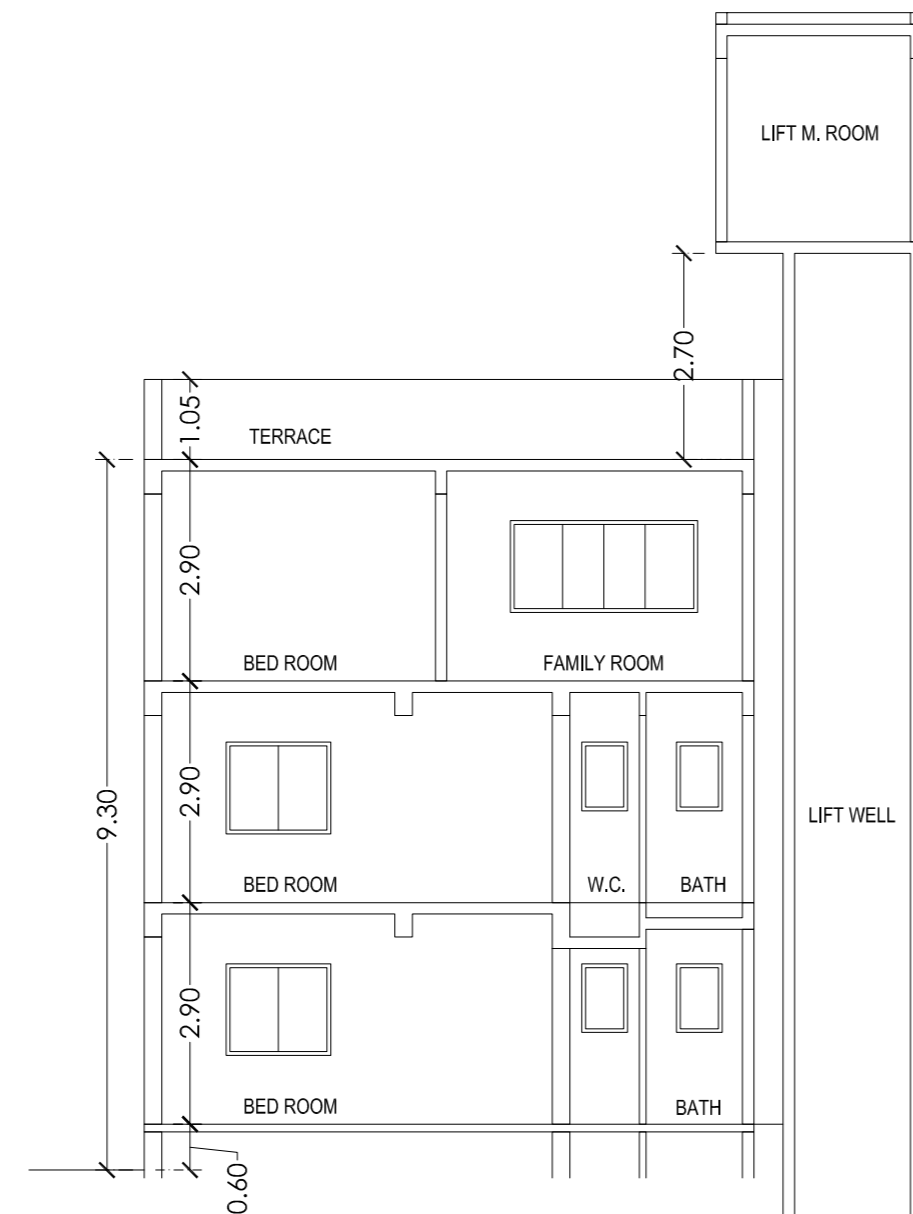 LIFT M. ROOM
2.70
1.05
TERRACE
2.90
BED ROOM
FAMILY ROOM
9.30
2.90
BED ROOM
W.C.
BATH
LIFT WELL
2.90
BED ROOM
BATH
0.60